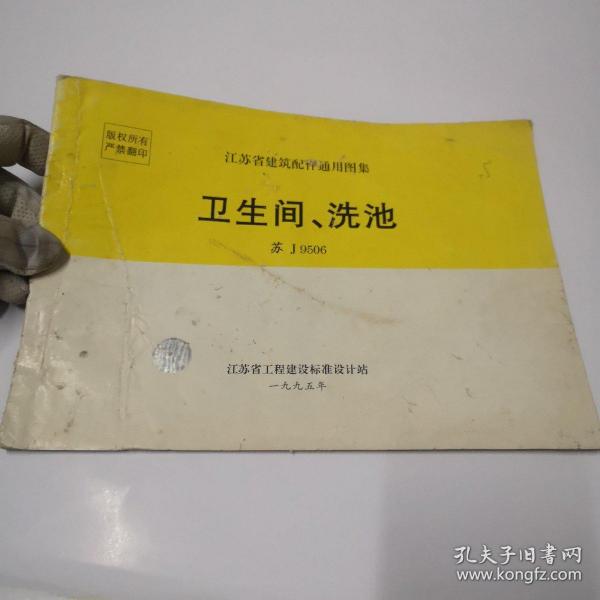 版权所有
严禁翻印
江苏省建筑配件通用图集
卫生间、洗池
苏 J 9506
江苏省工程建设标准设计站
一九九五年
孔夫子旧书网
www.kongfz.com